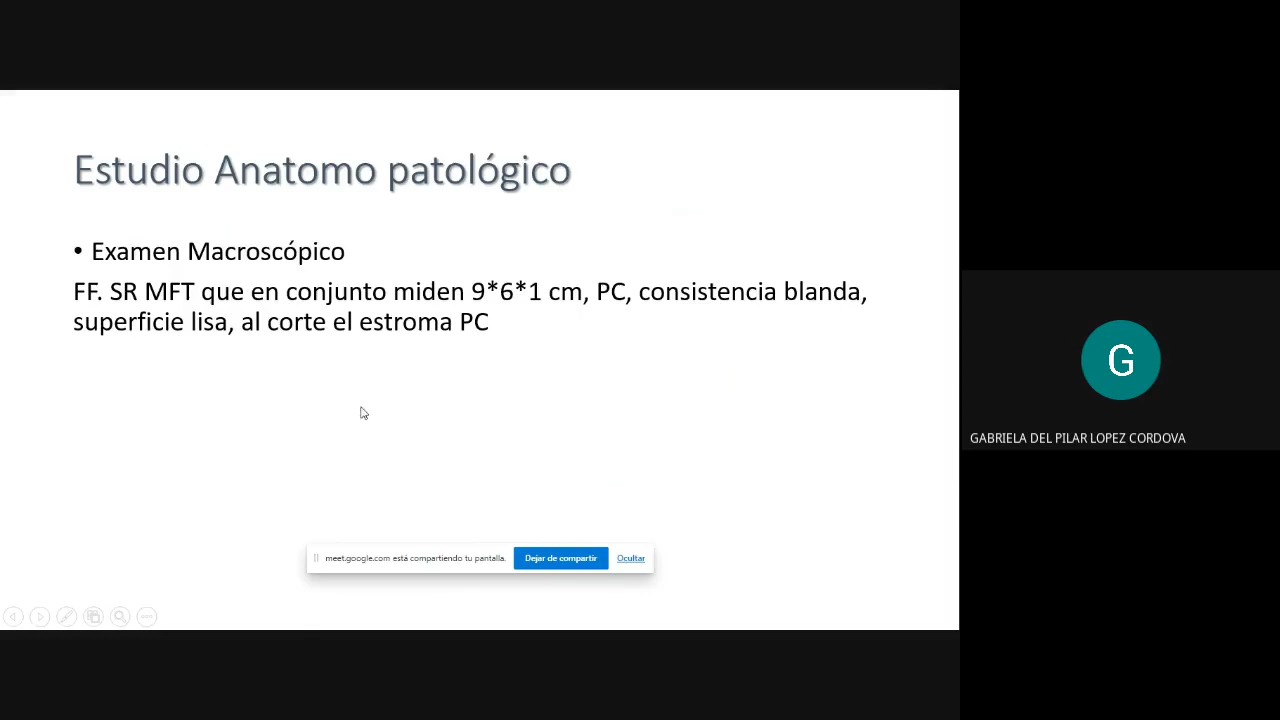 Estudio Anatomo patológico
• Examen Macroscópico
FF. SR MFT que en conjunto miden 9*6*1 cm, PC, consistencia blanda,
superficie lisa, al corte el estroma PC
G
GABRIELA DEL PILAR LOPEZ CORDOVA
meet.google.com está compartiendo tu pantalla. Dejar de compartir Ocultar